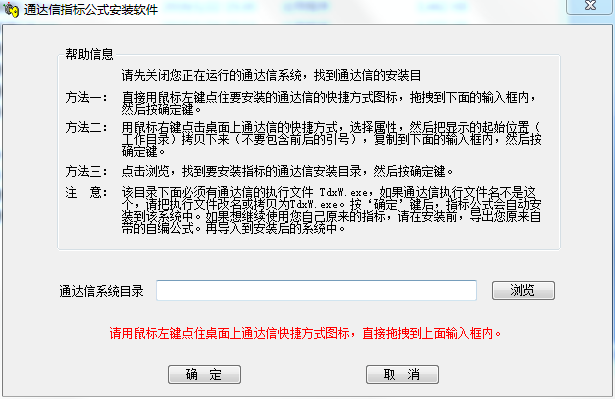 通达信指标公式安装软件
帮助信息
请先关闭您正在运行的通达信系统，找到通达信的安装目
方法一： 直接用鼠标左键点住要安装的通达信的快捷方式图标，拖拽到下面的输入框内，
然后按确定键。
方法二： 用鼠标右键点击桌面上通达信的快捷方式，选择属性，然后把显示的起始位置（
工作目录）拷贝下来（不要包含前后的引号），复制到下面的输入框内，然后按
确定键。
方法三： 点击浏览，找到要安装指标的通达信安装目录，然后按确定键。
注 意： 该目录下面必须有通达信的执行文件 TdxW.exe，如果通达信执行文件名不是这
个，请把执行文件改名或拷贝为TdxW.exe。按‘确定’键后，指标公式会自动安
装到该系统中。如果想继续使用您自己原来的指标，请在安装前，导出您原来自
带的自编公式。再导入到安装后的系统中。
通达信系统目录
浏览
请用鼠标左键点住桌面上通达信快捷方式图标，直接拖拽到上面输入框内。
确 定
取 消